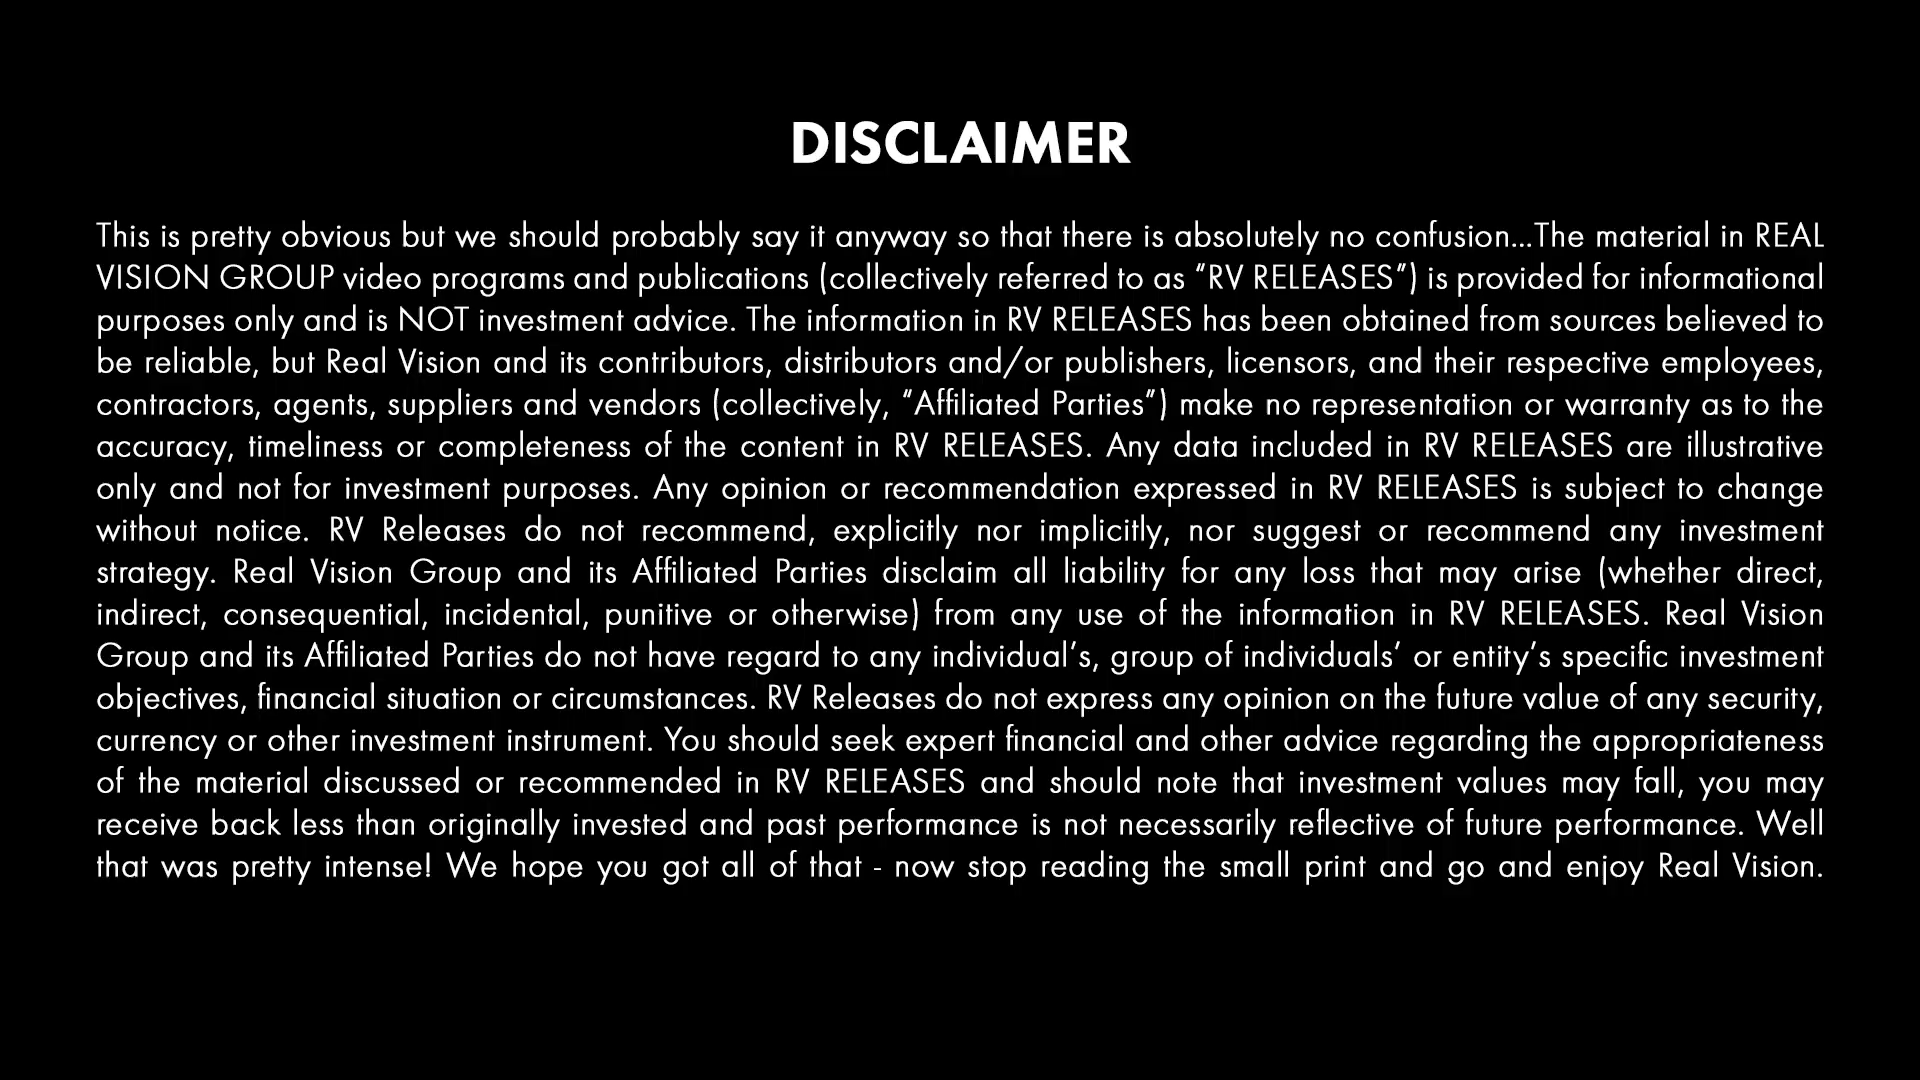 DISCLAIMER
This is pretty obvious but we should probably say it anyway so that there is absolutely no confusion...The material in REAL
VISION GROUP video programs and publications (collectively referred to as “RV RELEASES”) is provided for informational
purposes only and is NOT investment advice. The information in RV RELEASES has been obtained from sources believed to
be reliable, but Real Vision and its contributors, distributors and/or publishers, licensors, and their respective employees,
contractors, agents, suppliers and vendors (collectively, “Affiliated Parties”) make no representation or warranty as to the
accuracy, timeliness or completeness of the content in RV RELEASES. Any data included in RV RELEASES are illustrative
only and not for investment purposes. Any opinion or recommendation expressed in RV RELEASES is subject to change
without notice. RV Releases do not recommend, explicitly nor implicitly, nor suggest or recommend any investment
strategy. Real Vision Group and its Affiliated Parties disclaim all liability for any loss that may arise (whether direct,
indirect, consequential, incidental, punitive or otherwise) from any use of the information in RV RELEASES. Real Vision
Group and its Affiliated Parties do not have regard to any individual’s, group of individuals’ or entity’s specific investment
objectives, financial situation or circumstances. RV Releases do not express any opinion on the future value of any security,
currency or other investment instrument. You should seek expert financial and other advice regarding the appropriateness
of the material discussed or recommended in RV RELEASES and should note that investment values may fall, you may
receive back less than originally invested and past performance is not necessarily reflective of future performance. Well
that was pretty intense! We hope you got all of that - now stop reading the small print and go and enjoy Real Vision.